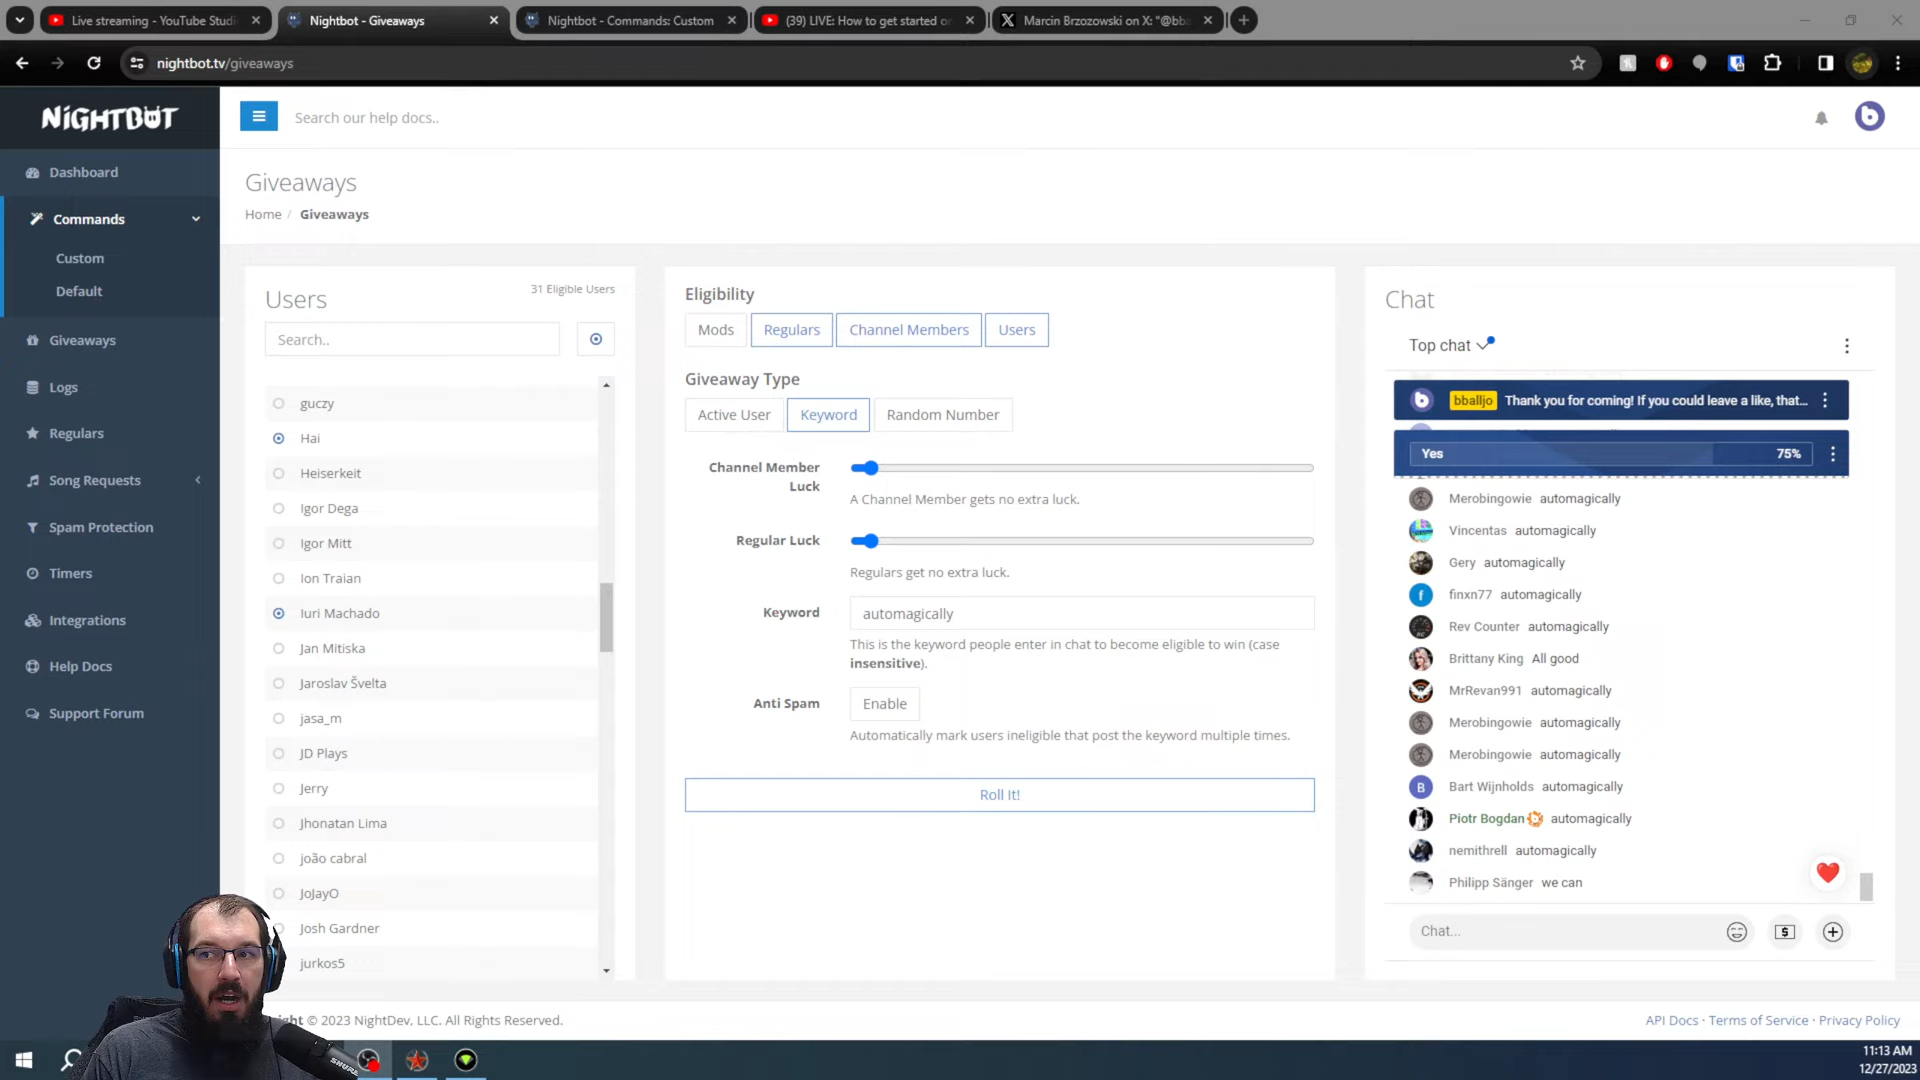 Live streaming - YouTube Studi
Nightbot - Giveaways
Nightbot - Commands: Custom
(39) LIVE: How to get started o
Marcin Brzozowski on X: "@bba
nightbot.tv/giveaways
NIGHTBOT
Search our help docs..
b
Dashboard
Commands
Custom
Default
Giveaways
Logs
Regulars
Song Requests
Spam Protection
Timers
Integrations
Help Docs
Support Forum
Giveaways
Home / Giveaways
Users
31 Eligible Users
Search..
guczy
Hai
Heiserkeit
Igor Dega
Igor Mitt
Ion Traian
Iuri Machado
Jan Mitiska
Jaroslav Švelta
jasa_m
JD Plays
Jerry
Jhonatan Lima
joão cabral
JoJayO
Josh Gardner
jurkos5
Eligibility
Mods Regulars Channel Members Users
Giveaway Type
Active User Keyword Random Number
Channel Member Luck
A Channel Member gets no extra luck.
Regular Luck
Regulars get no extra luck.
Keyword automagically
This is the keyword people enter in chat to become eligible to win (case
insensitive).
Anti Spam Enable
Automatically mark users ineligible that post the keyword multiple times.
Roll It!
Chat
Top chat
b bballjo Thank you for coming! If you could leave a like, that...
Yes 75%
Merobingowie automagically
Vincentas automagically
Gery automagically
f finxn77 automagically
Rev Counter automagically
Brittany King All good
MrRevan991 automagically
Merobingowie automagically
Merobingowie automagically
B Bart Wijnholds automagically
Piotr Bogdan automagically
nemithrell automagically
Philipp Sänger we can
Chat...
ight © 2023 NightDev, LLC. All Rights Reserved.
API Docs · Terms of Service · Privacy Policy
SHURE
11:13 AM
12/27/2023